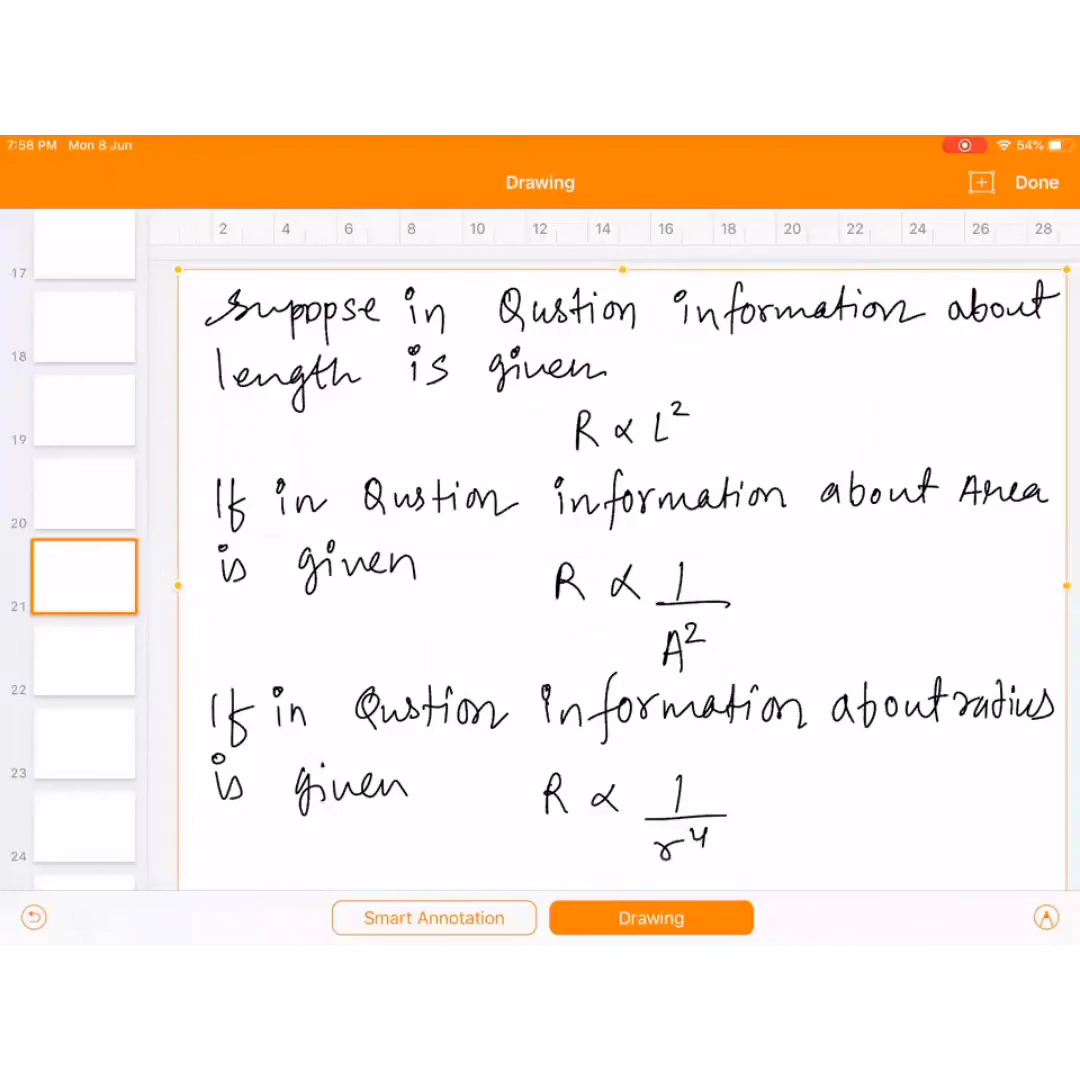 7:58 PM Mon 8 Jun 54%
Drawing Done
2 4 6 8 10 12 14 16 18 20 22 24 26 28
17
18
19
20
21
22
23
24
Supppse in Qustion information about
length is given
R ∝ L²
If in Qustion information about Area
is given R ∝ 1/A²
If in Qustion information about radius
is given R ∝ 1/r⁴
Smart Annotation Drawing